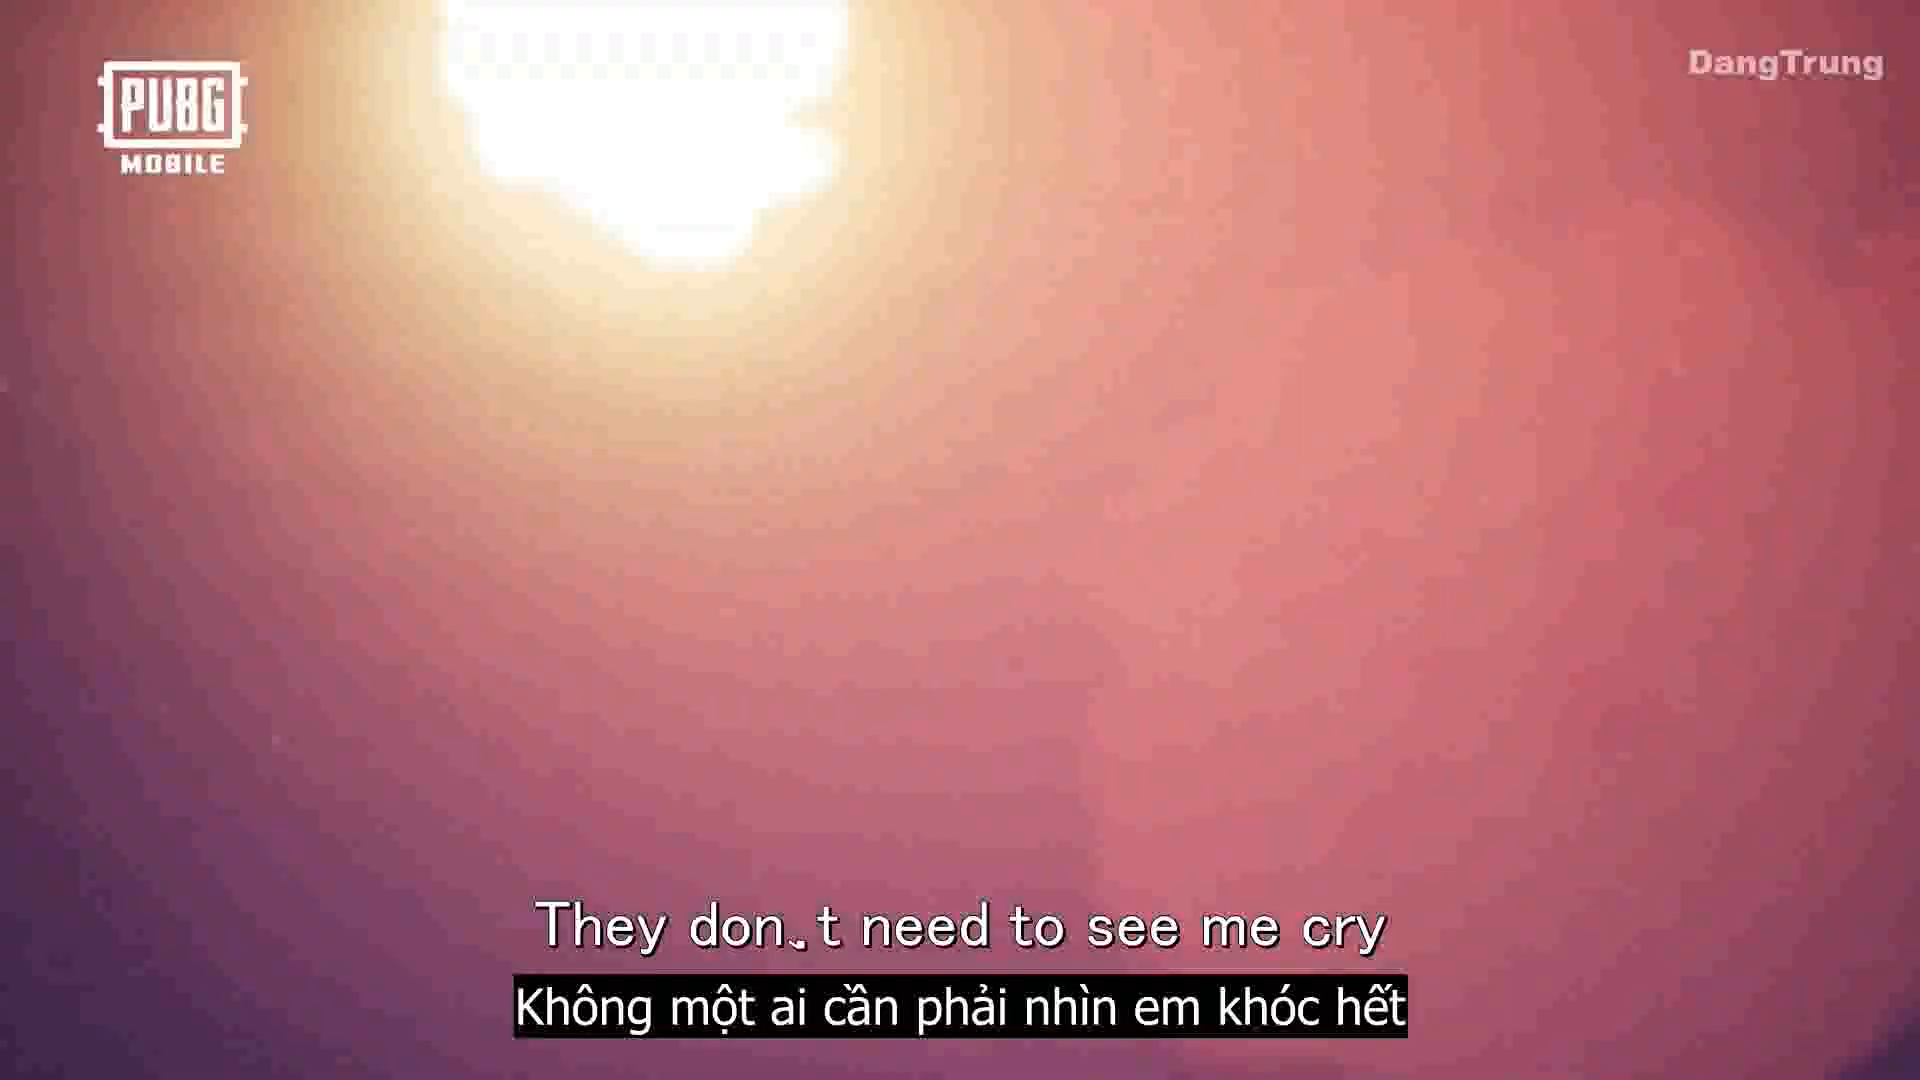 PUBG
MOBILE
DangTrung
They don't need to see me cry
Không một ai cần phải nhìn em khóc hết